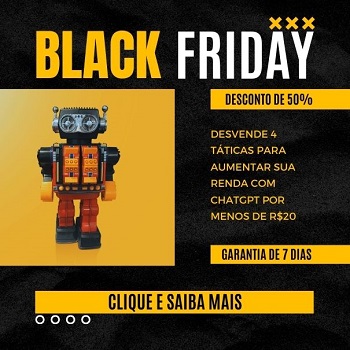 BLACK FRIDAY
DESCONTO DE 50%
DESVENDE 4
TÁTICAS PARA
AUMENTAR SUA
RENDA COM
CHATGPT POR
MENOS DE R$20
GARANTIA DE 7 DIAS
CLIQUE E SAIBA MAIS